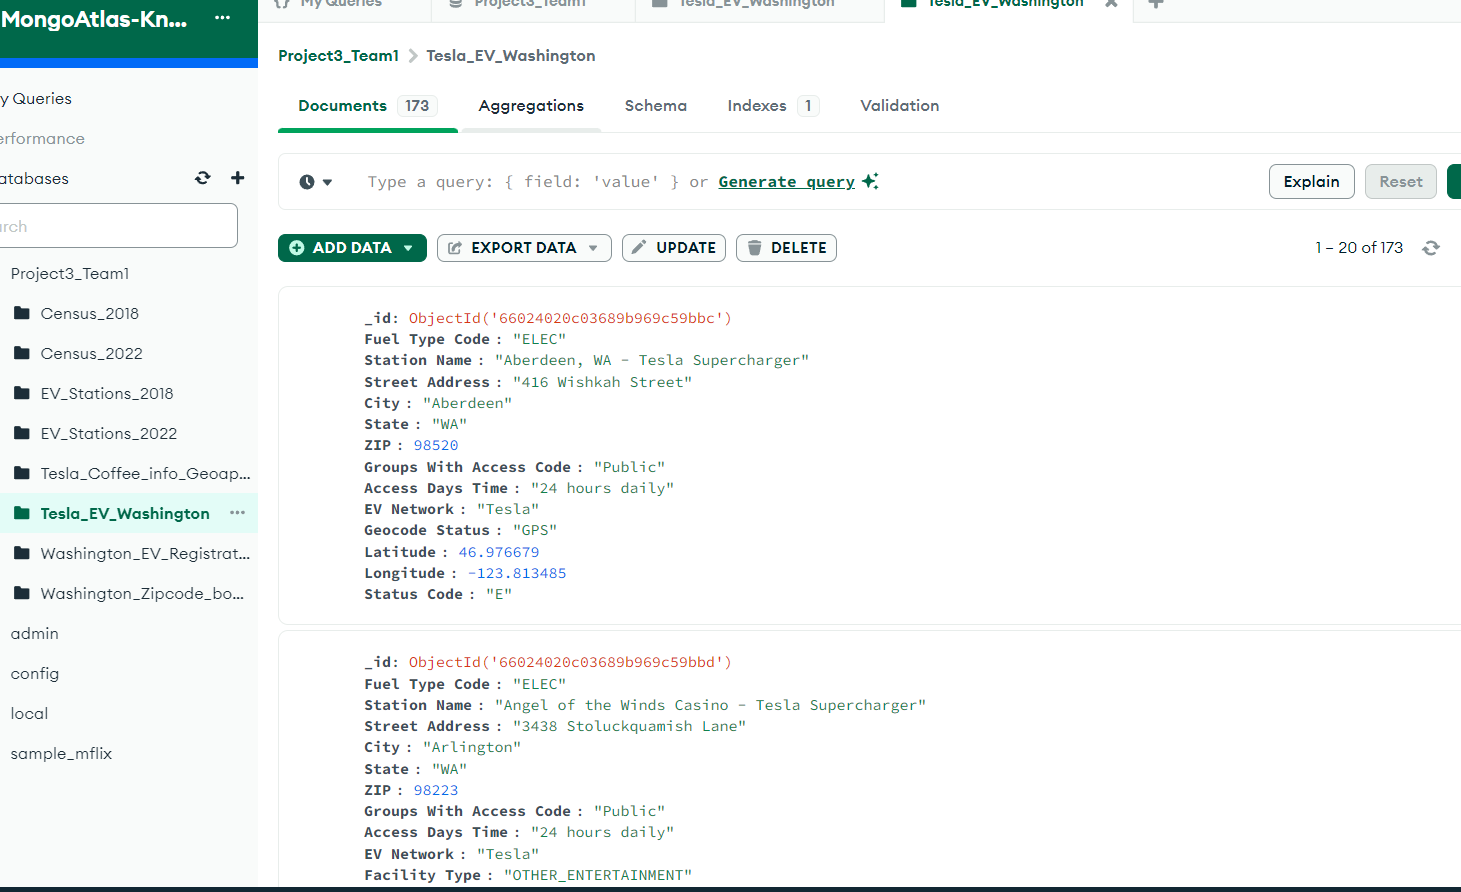 MongoAtlas-Kn... ...
My Queries
Project3_Team1
Tesla_EV_Washington
Tesla_EV_Washington
Project3_Team1 > Tesla_EV_Washington
y Queries
erformance
atabases
rch
Project3_Team1
Census_2018
Census_2022
EV_Stations_2018
EV_Stations_2022
Tesla_Coffee_info_Geoap...
Tesla_EV_Washington ...
Washington_EV_Registrat...
Washington_Zipcode_bo...
admin
config
local
sample_mflix
Documents 173 Aggregations Schema Indexes 1 Validation
Type a query: { field: 'value' } or Generate query
Explain Reset
ADD DATA EXPORT DATA UPDATE DELETE
1 – 20 of 173
_id: ObjectId('66024020c03689b969c59bbc')
Fuel Type Code : "ELEC"
Station Name : "Aberdeen, WA - Tesla Supercharger"
Street Address : "416 Wishkah Street"
City : "Aberdeen"
State : "WA"
ZIP : 98520
Groups With Access Code : "Public"
Access Days Time : "24 hours daily"
EV Network : "Tesla"
Geocode Status : "GPS"
Latitude : 46.976679
Longitude : -123.813485
Status Code : "E"
_id: ObjectId('66024020c03689b969c59bbd')
Fuel Type Code : "ELEC"
Station Name : "Angel of the Winds Casino - Tesla Supercharger"
Street Address : "3438 Stoluckquamish Lane"
City : "Arlington"
State : "WA"
ZIP : 98223
Groups With Access Code : "Public"
Access Days Time : "24 hours daily"
EV Network : "Tesla"
Facility Type : "OTHER_ENTERTAINMENT"